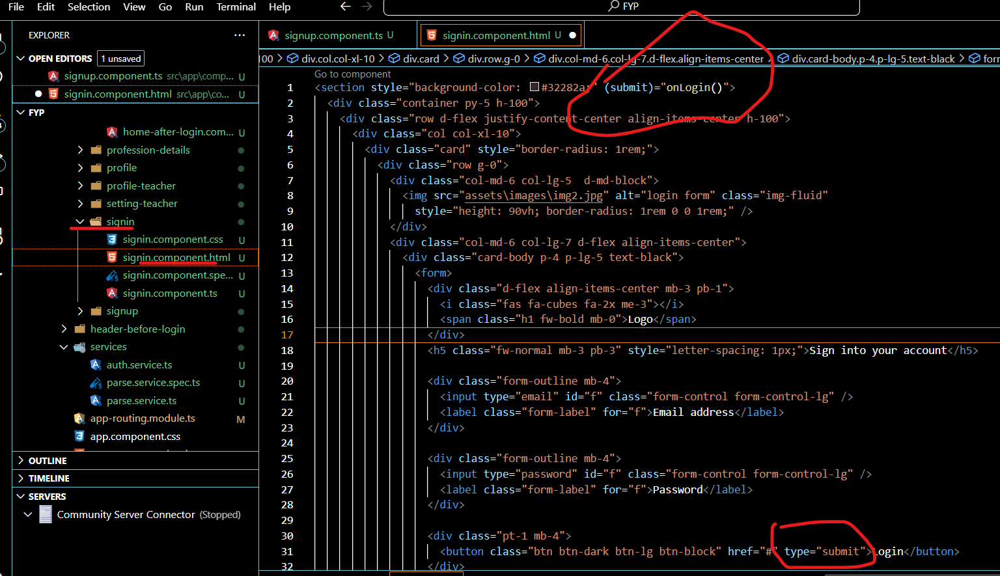 File Edit Selection View Go Run Terminal Help
FYP
EXPLORER
OPEN EDITORS 1 unsaved
signup.component.ts src\app\comp... U
signin.component.html src\app\co... U
FYP
home-after-login.com... U
profession-details
profile
profile-teacher
setting-teacher
signin
signin.component.css U
signin.component.html U
signin.component.spe... U
signin.component.ts U
signup
header-before-login
services
auth.service.ts U
parse.service.spec.ts U
parse.service.ts U
app-routing.module.ts M
app.component.css
OUTLINE
TIMELINE
SERVERS
Community Server Connector (Stopped)
signup.component.ts U
signin.component.html U
100 > div.col.col-xl-10 > div.card > div.row.g-0 > div.col-md-6.col-lg-7.d-flex.align-items-center > div.card-body.p-4.p-lg-5.text-black > for
Go to component
1 <section style="background-color: #32282a;" (submit)="onLogin()">
2 <div class="container py-5 h-100">
3 <div class="row d-flex justify-content-center align-items-center h-100">
4 <div class="col col-xl-10">
5 <div class="card" style="border-radius: 1rem;">
6 <div class="row g-0">
7 <div class="col-md-6 col-lg-5  d-md-block">
8 <img src="assets\images\img2.jpg" alt="login form" class="img-fluid"
9 style="height: 90vh; border-radius: 1rem 0 0 1rem;" />
10 </div>
11 <div class="col-md-6 col-lg-7 d-flex align-items-center">
12 <div class="card-body p-4 p-lg-5 text-black">
13 <form>
14 <div class="d-flex align-items-center mb-3 pb-1">
15 <i class="fas fa-cubes fa-2x me-3"></i>
16 <span class="h1 fw-bold mb-0">Logo</span>
17 </div>
18 <h5 class="fw-normal mb-3 pb-3" style="letter-spacing: 1px;">Sign into your account</h5>
19
20 <div class="form-outline mb-4">
21 <input type="email" id="f" class="form-control form-control-lg" />
22 <label class="form-label" for="f">Email address</label>
23 </div>
24
25 <div class="form-outline mb-4">
26 <input type="password" id="f" class="form-control form-control-lg" />
27 <label class="form-label" for="f">Password</label>
28 </div>
29
30 <div class="pt-1 mb-4">
31 <button class="btn btn-dark btn-lg btn-block" href="#" type="submit">Login</button>
32 </div>